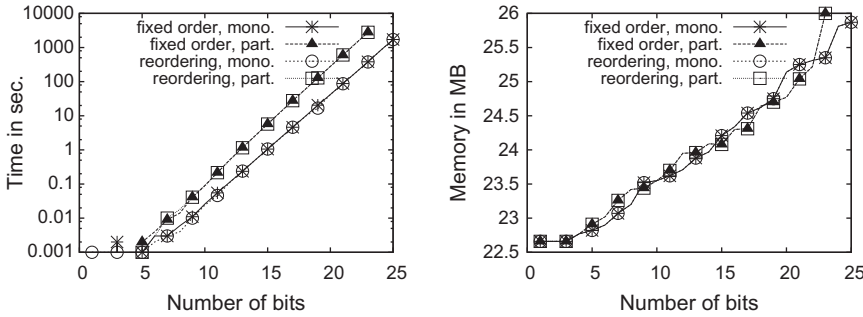 10000
1000
100
10
1
0.1
0.01
0.001
0 5 10 15 20 25
Time in sec.
Number of bits
fixed order, mono.
fixed order, part.
reordering, mono.
reordering, part.
26
25.5
25
24.5
24
23.5
23
22.5
0 5 10 15 20 25
Memory in MB
Number of bits
fixed order, mono.
fixed order, part.
reordering, mono.
reordering, part.